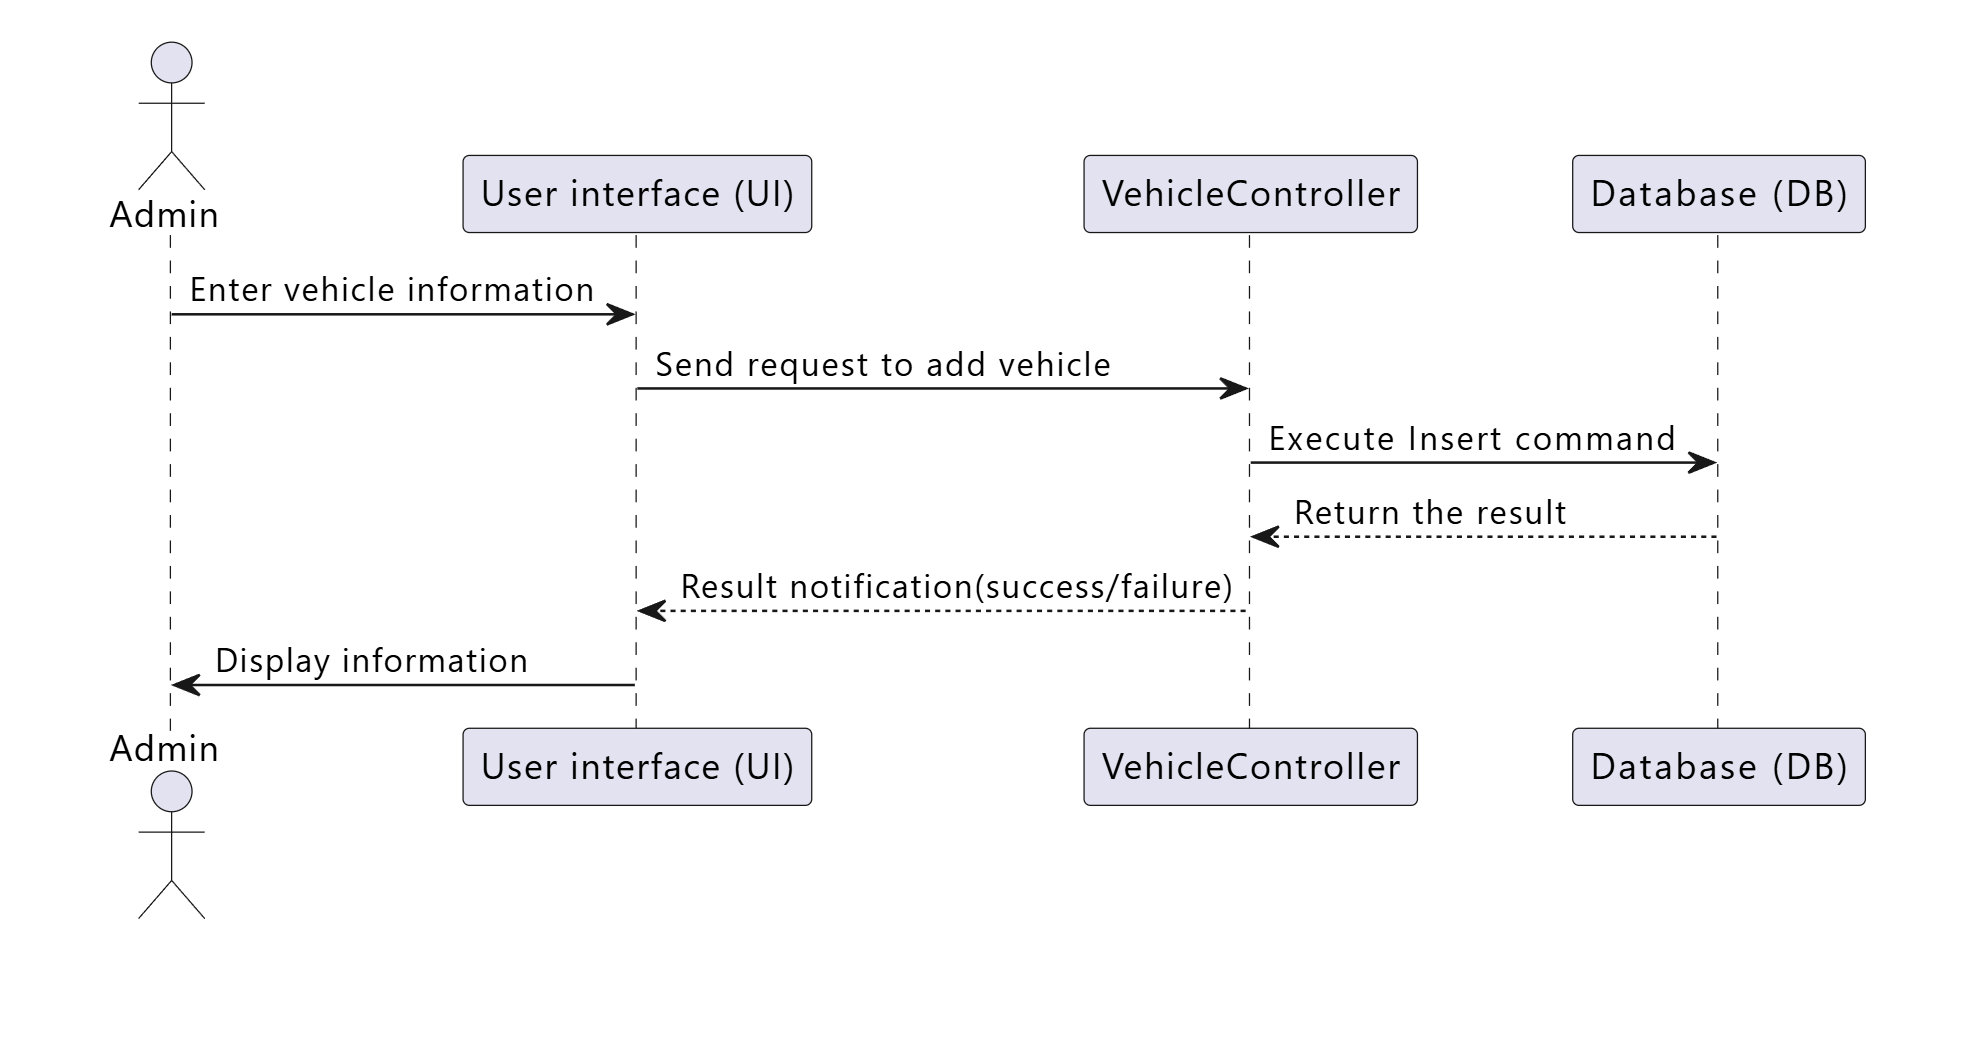 Admin
User interface (UI)
VehicleController
Database (DB)
Enter vehicle information
Send request to add vehicle
Execute Insert command
Return the result
Result notification(success/failure)
Display information
Admin
User interface (UI)
VehicleController
Database (DB)